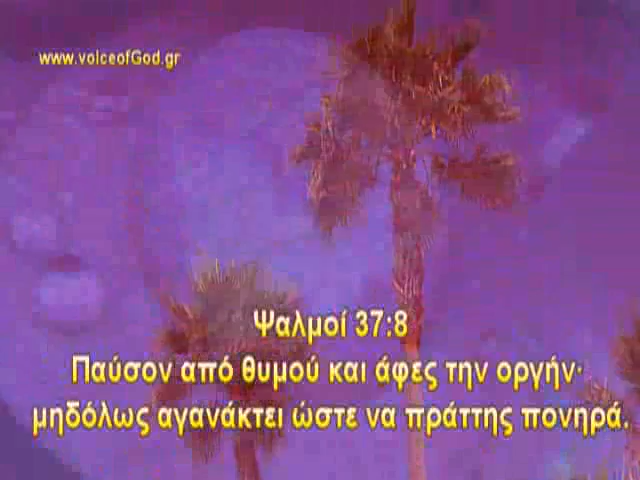 www.voiceofGod.gr
Ψαλμοί 37:8
Παύσον από θυμού και άφες την οργήν·
μηδόλως αγανάκτει ώστε να πράττης πονηρά.